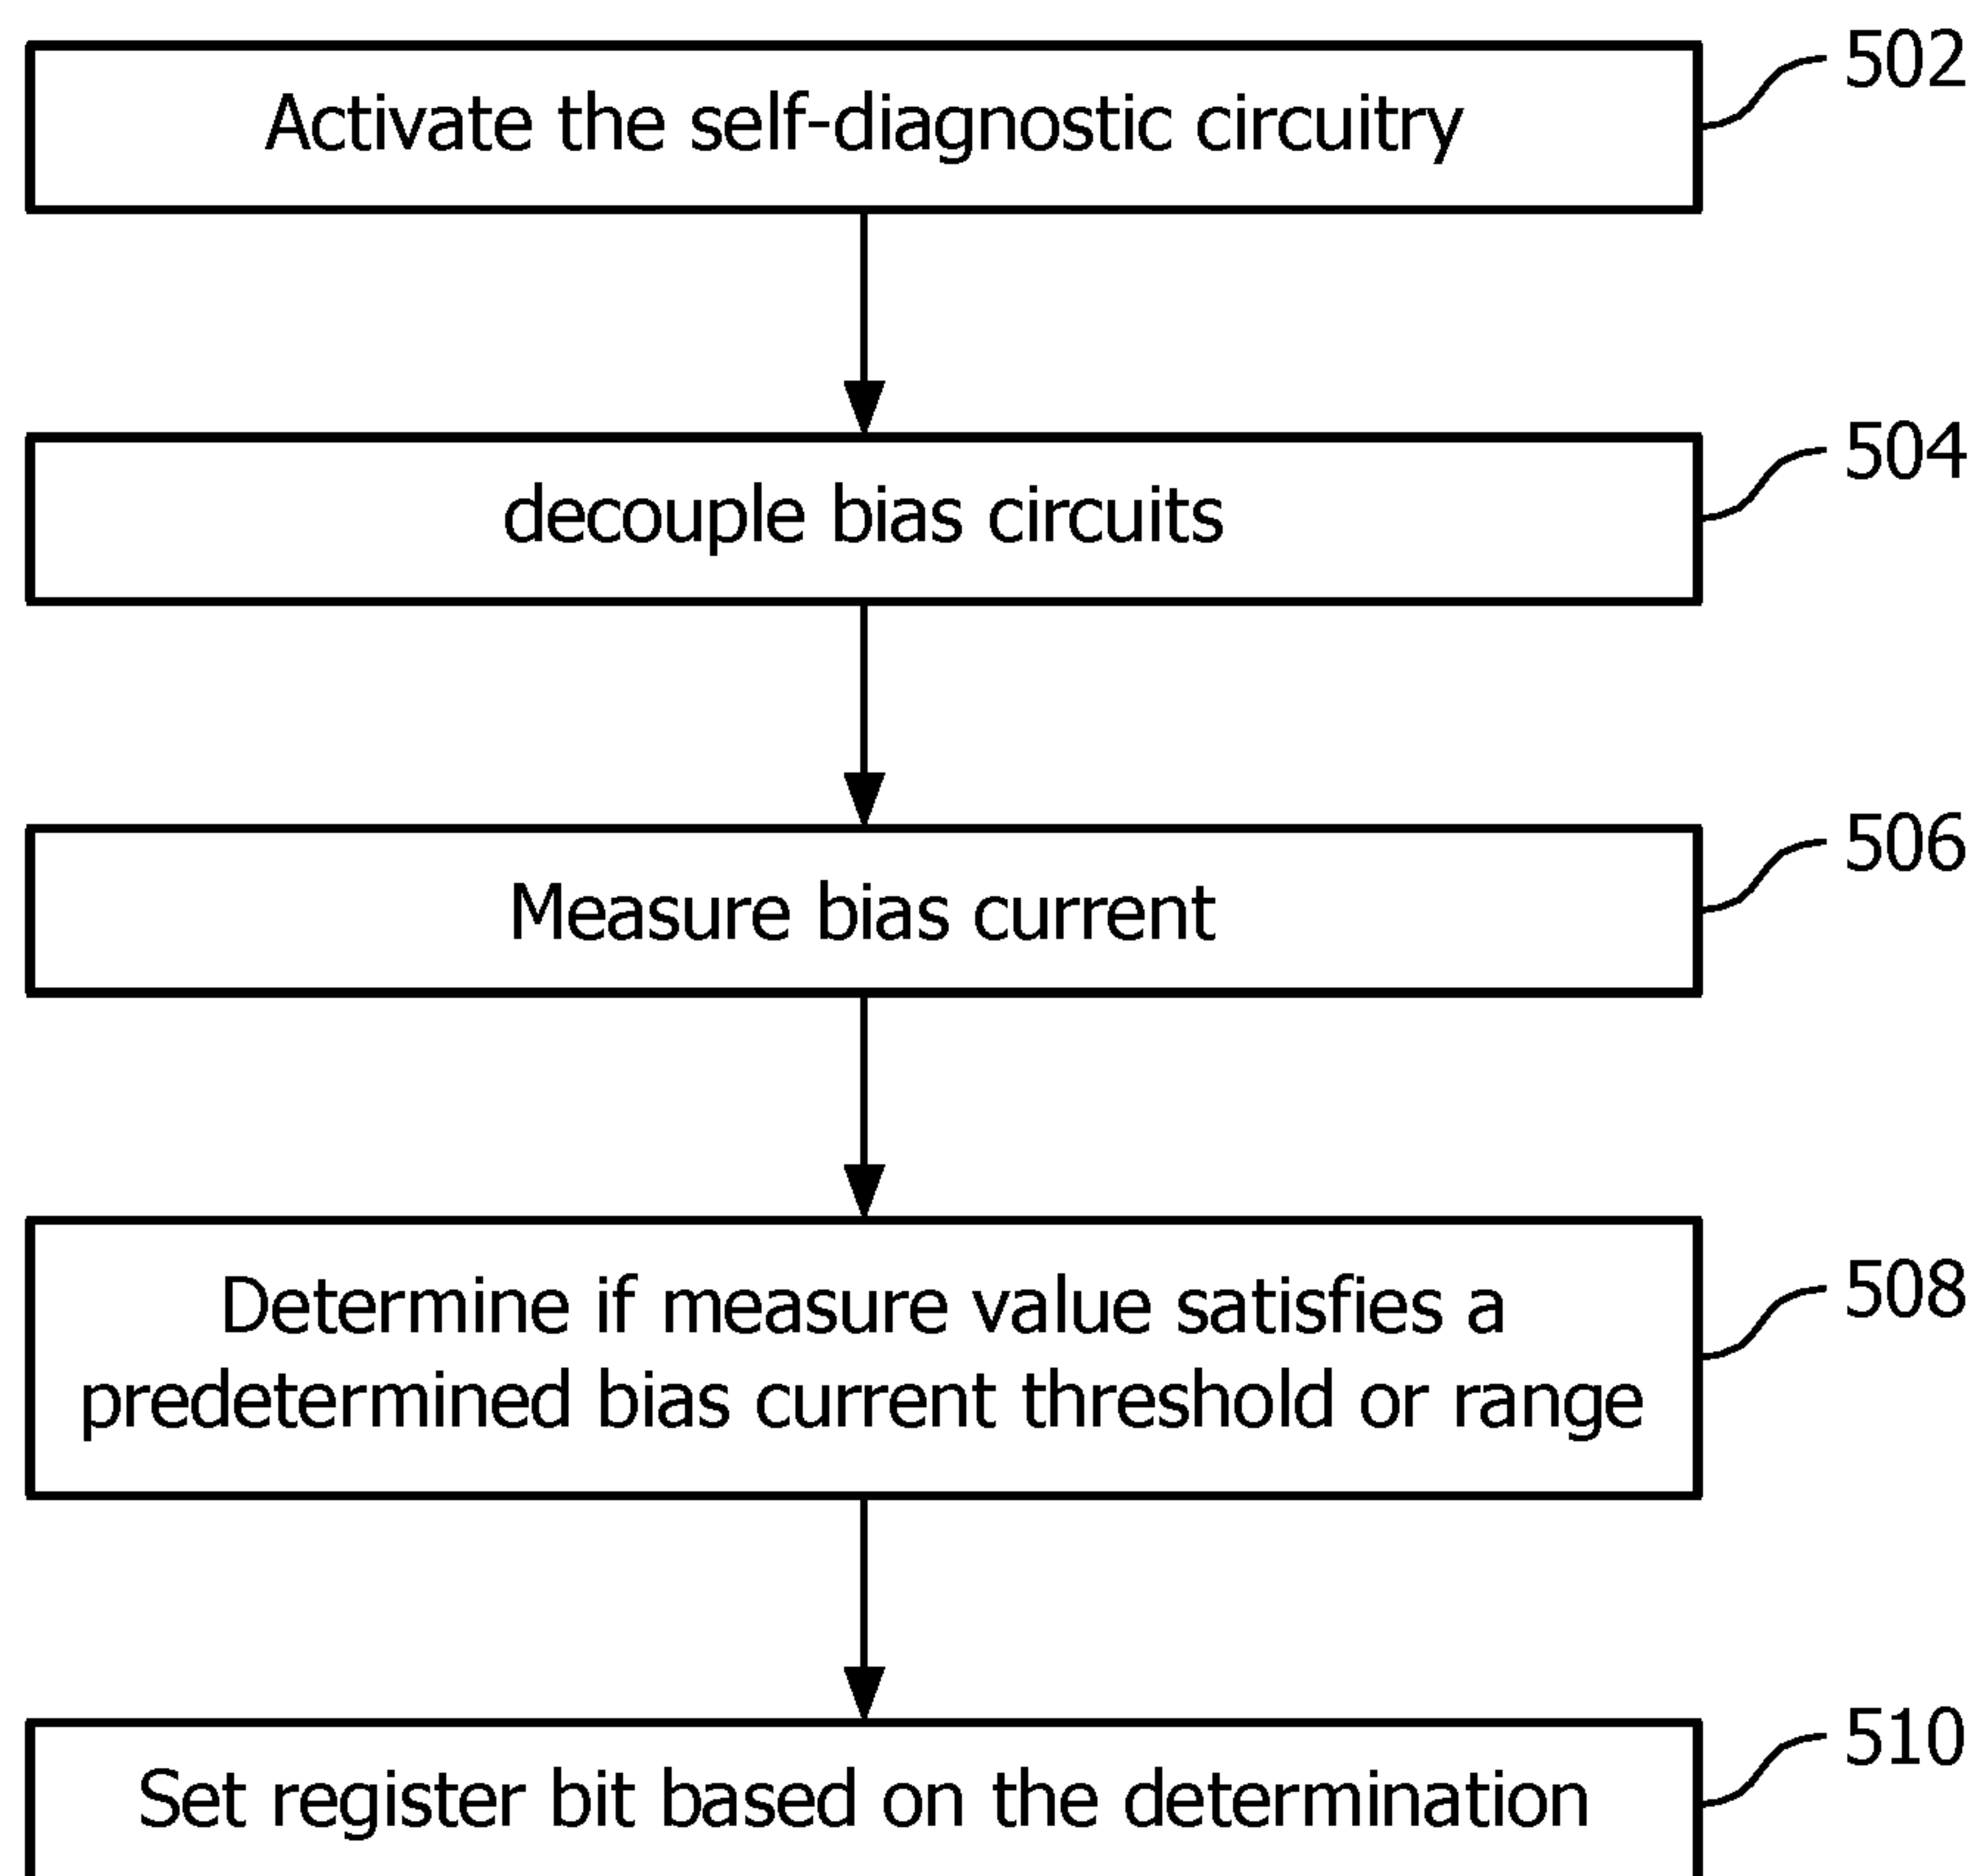 Activate the self-diagnostic circuitry
502
decouple bias circuits
504
Measure bias current
506
Determine if measure value satisfies a
predetermined bias current threshold or range
508
Set register bit based on the determination
510